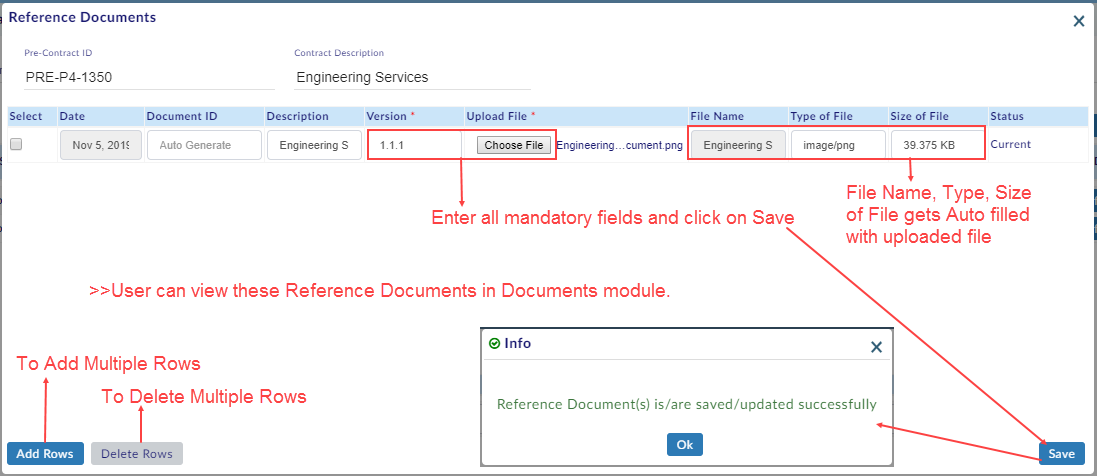 Reference Documents
Pre-Contract ID
Contract Description
PRE-P4-1350
Engineering Services
Select Date Document ID Description Version * Upload File * File Name Type of File Size of File Status
Nov 5, 2019 Auto Generate Engineering S 1.1.1 Choose File Engineering...cument.png Engineering S image/png 39.375 KB Current
Enter all mandatory fields and click on Save
File Name, Type, Size
of File gets Auto filled
with uploaded file
>>User can view these Reference Documents in Documents module.
Info
To Add Multiple Rows
To Delete Multiple Rows
Reference Document(s) is/are saved/updated successfully
Ok
Add Rows Delete Rows Save